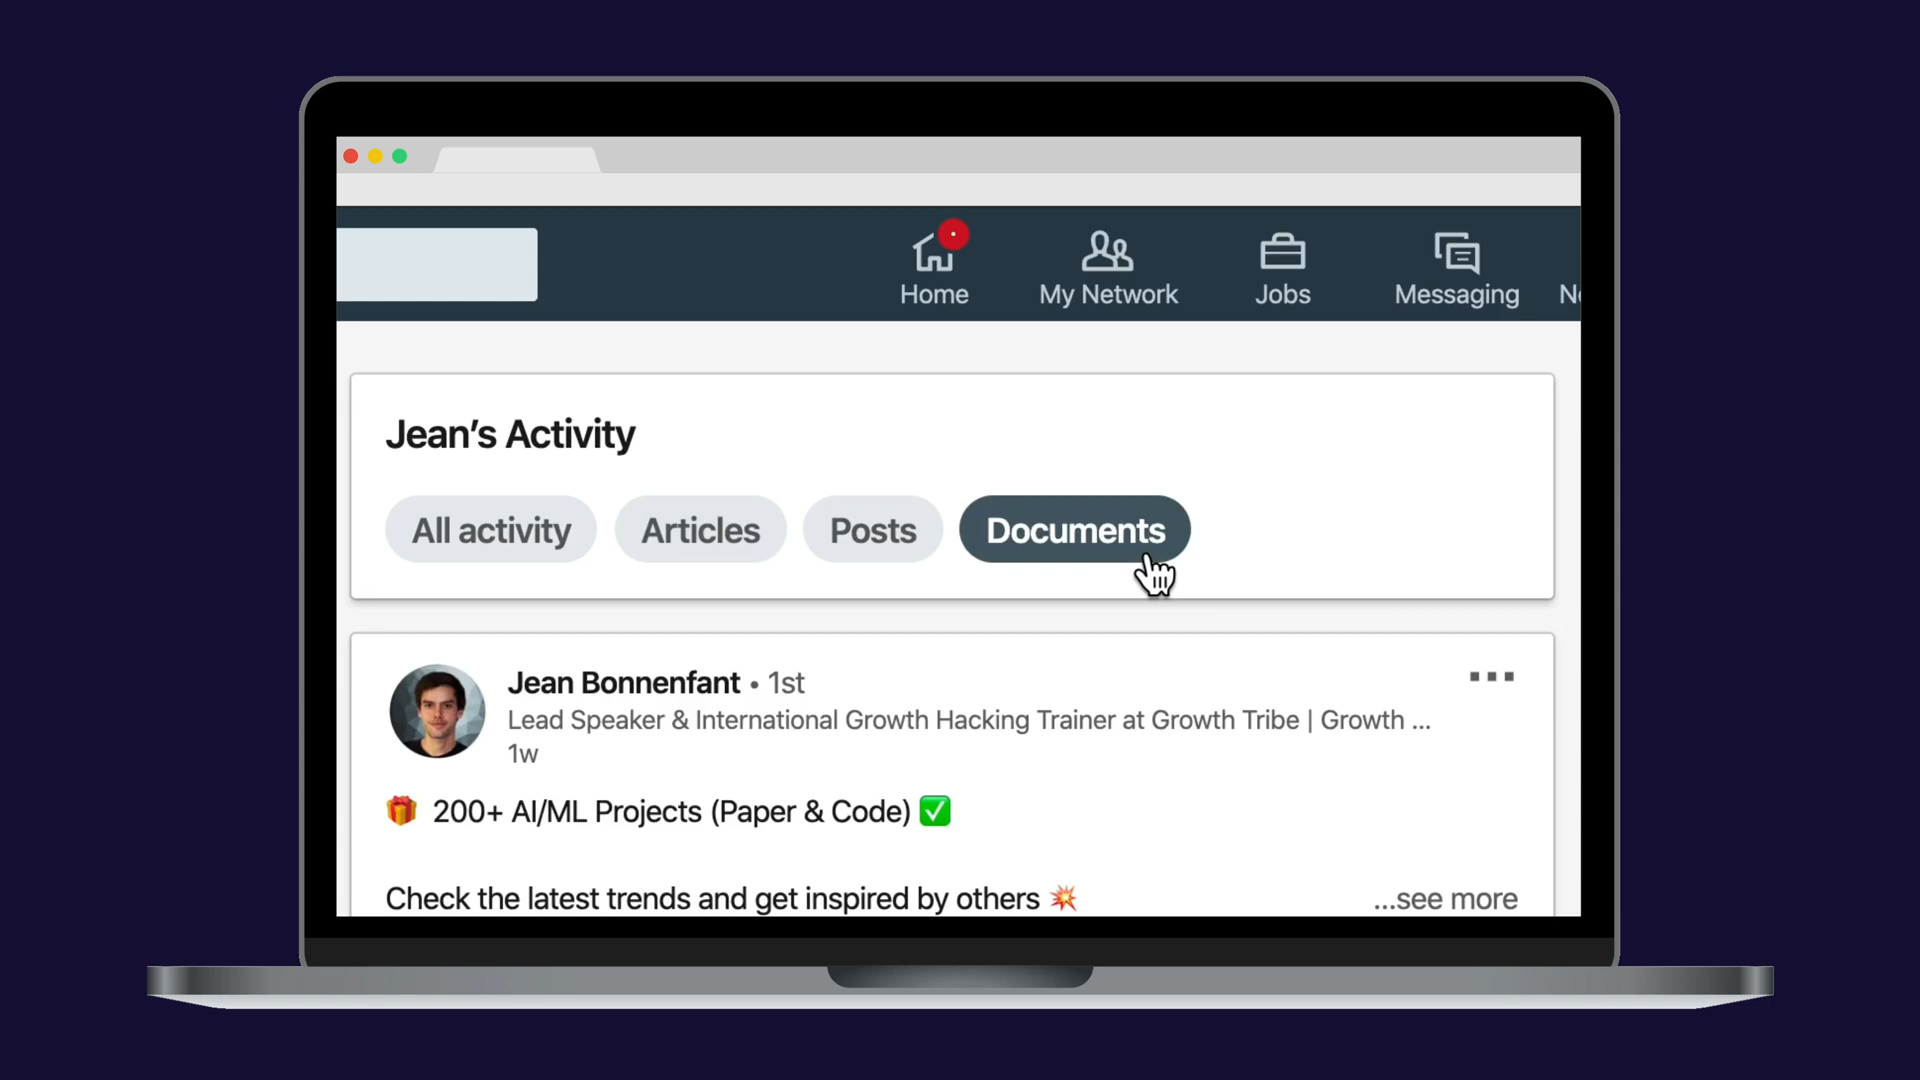 Home My Network Jobs Messaging
Jean's Activity
All activity Articles Posts Documents
Jean Bonnenfant • 1st
Lead Speaker & International Growth Hacking Trainer at Growth Tribe | Growth ...
1w
🎁 200+ AI/ML Projects (Paper & Code) ✅
Check the latest trends and get inspired by others 💥 ...see more